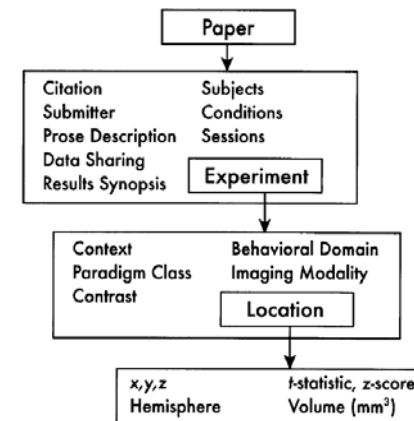 Paper
Citation Subjects
Submitter Conditions
Prose Description Sessions
Data Sharing
Results Synopsis
Experiment
Context Behavioral Domain
Paradigm Class Imaging Modality
Contrast
Location
x,y,z t-statistic, z-score
Hemisphere Volume (mm³)